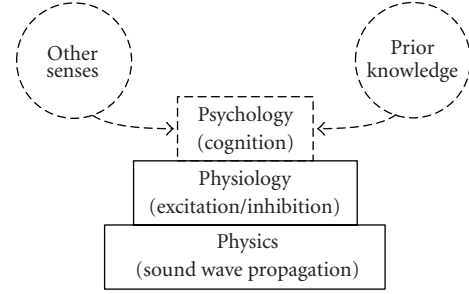 Other
senses
Prior
knowledge
Psychology
(cognition)
Physiology
(excitation/inhibition)
Physics
(sound wave propagation)